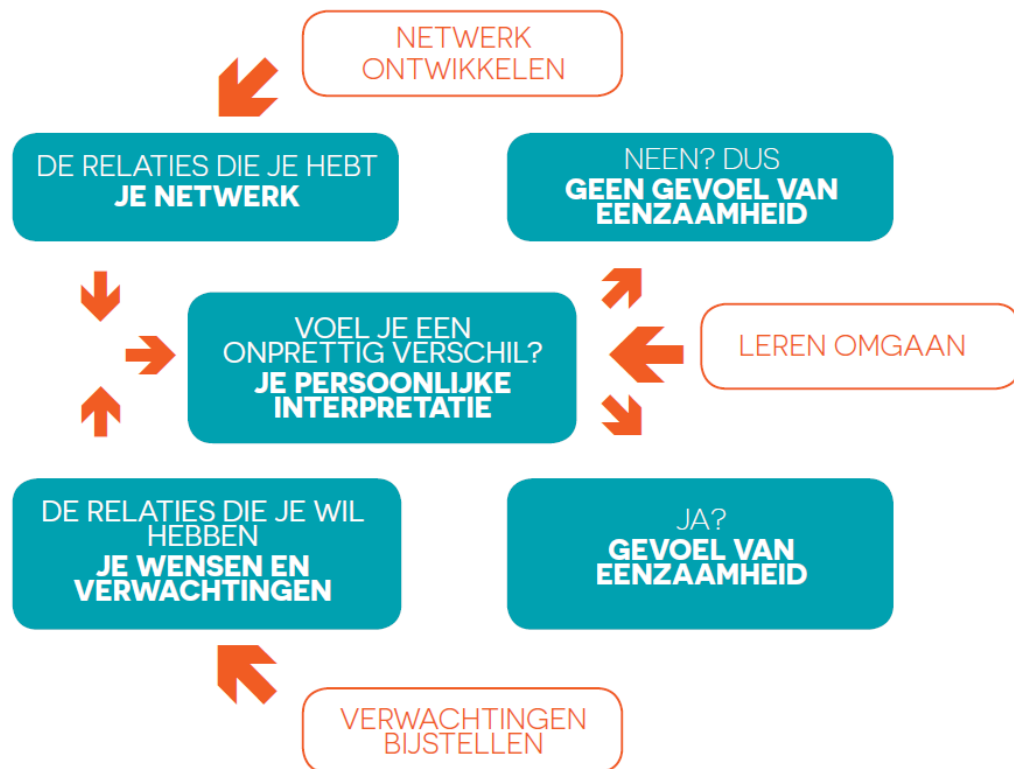 NETWERK
ONTWIKKELEN
DE RELATIES DIE JE HEBT
JE NETWERK
NEEN? DUS
GEEN GEVOEL VAN
EENZAAMHEID
VOEL JE EEN
ONPRETTIG VERSCHIL?
JE PERSOONLIJKE
INTERPRETATIE
LEREN OMGAAN
DE RELATIES DIE JE WIL
HEBBEN
JE WENSEN EN
VERWACHTINGEN
JA?
GEVOEL VAN
EENZAAMHEID
VERWACHTINGEN
BIJSTELLEN